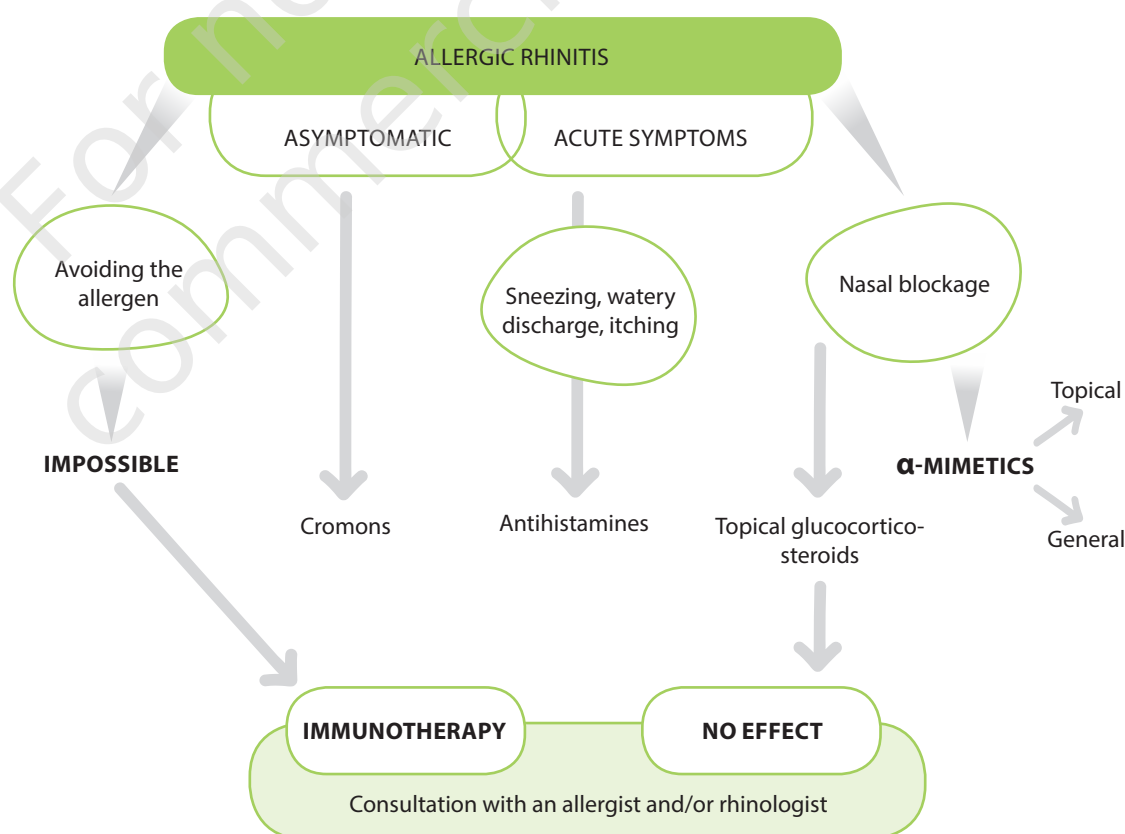 ALLERGIC RHINITIS
ASYMPTOMATIC
ACUTE SYMPTOMS
Avoiding the
allergen
Sneezing, watery
discharge, itching
Nasal blockage
Topical
IMPOSSIBLE
α-MIMETICS
Cromons
Antihistamines
Topical glucocortico-
steroids
General
IMMUNOTHERAPY
NO EFFECT
Consultation with an allergist and/or rhinologist
For